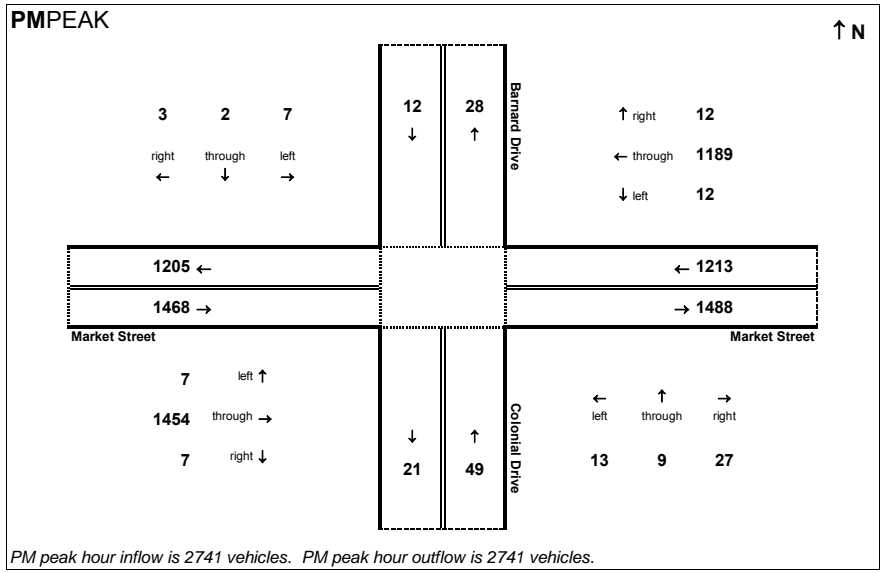 PMPEAK
↑ N
3 2 7
right through left
← ↓ →
12 28
↓ ↑
Barnard Drive
↑ right 12
← through 1189
↓ left 12
1205 ←
← 1213
1468 →
→ 1488
Market Street
Market Street
7 left ↑
1454 through →
7 right ↓
↓ ↑
21 49
Colonial Drive
← ↑ →
left through right
13 9 27
PM peak hour inflow is 2741 vehicles. PM peak hour outflow is 2741 vehicles.